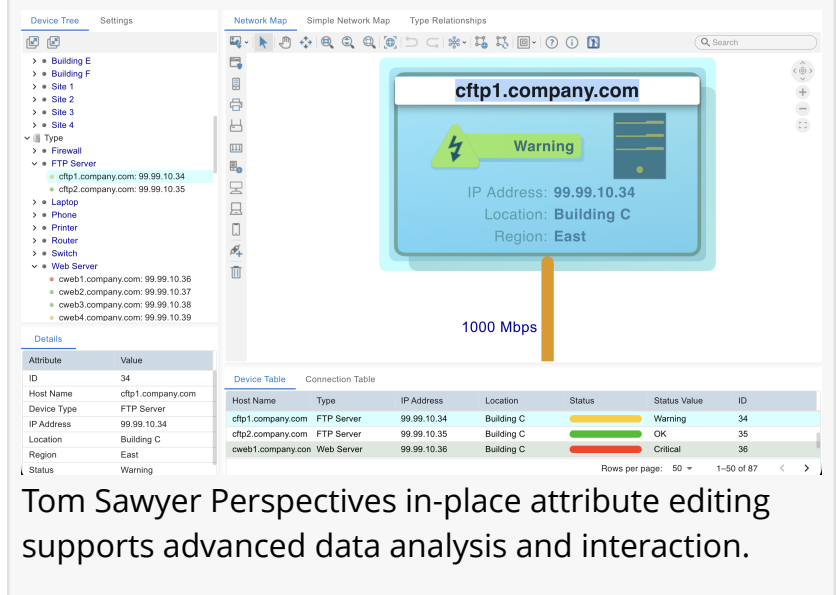 Device Tree Settings
Building E
Building F
Site 1
Site 2
Site 3
Site 4
Type
Firewall
FTP Server
cftp1.company.com: 99.99.10.34
cftp2.company.com: 99.99.10.35
Laptop
Phone
Printer
Router
Switch
Web Server
cweb1.company.com: 99.99.10.36
cweb2.company.com: 99.99.10.37
cweb3.company.com: 99.99.10.38
cweb4.company.com: 99.99.10.39
Details
Attribute Value
ID 34
Host Name cftp1.company.com
Device Type FTP Server
IP Address 99.99.10.34
Location Building C
Region East
Status Warning
Network Map Simple Network Map Type Relationships
Search
cftp1.company.com
Warning
IP Address: 99.99.10.34
Location: Building C
Region: East
1000 Mbps
Device Table Connection Table
Host Name Type IP Address Location Status Status Value ID
cftp1.company.com FTP Server 99.99.10.34 Building C Warning 34
cftp2.company.com FTP Server 99.99.10.35 Building C OK 35
cweb1.company.con Web Server 99.99.10.36 Building C Critical 36
Rows per page: 50 1–50 of 87
Tom Sawyer Perspectives in-place attribute editing
supports advanced data analysis and interaction.